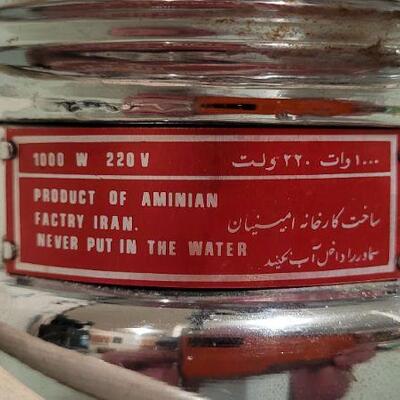 1000 W 220 V
۱۰۰۰ وات ۲۲۰ ولت
PRODUCT OF AMINIAN
FACTRY IRAN.
NEVER PUT IN THE WATER
ساخت کارخانه امینیان
سماور را داخل آب نکنید